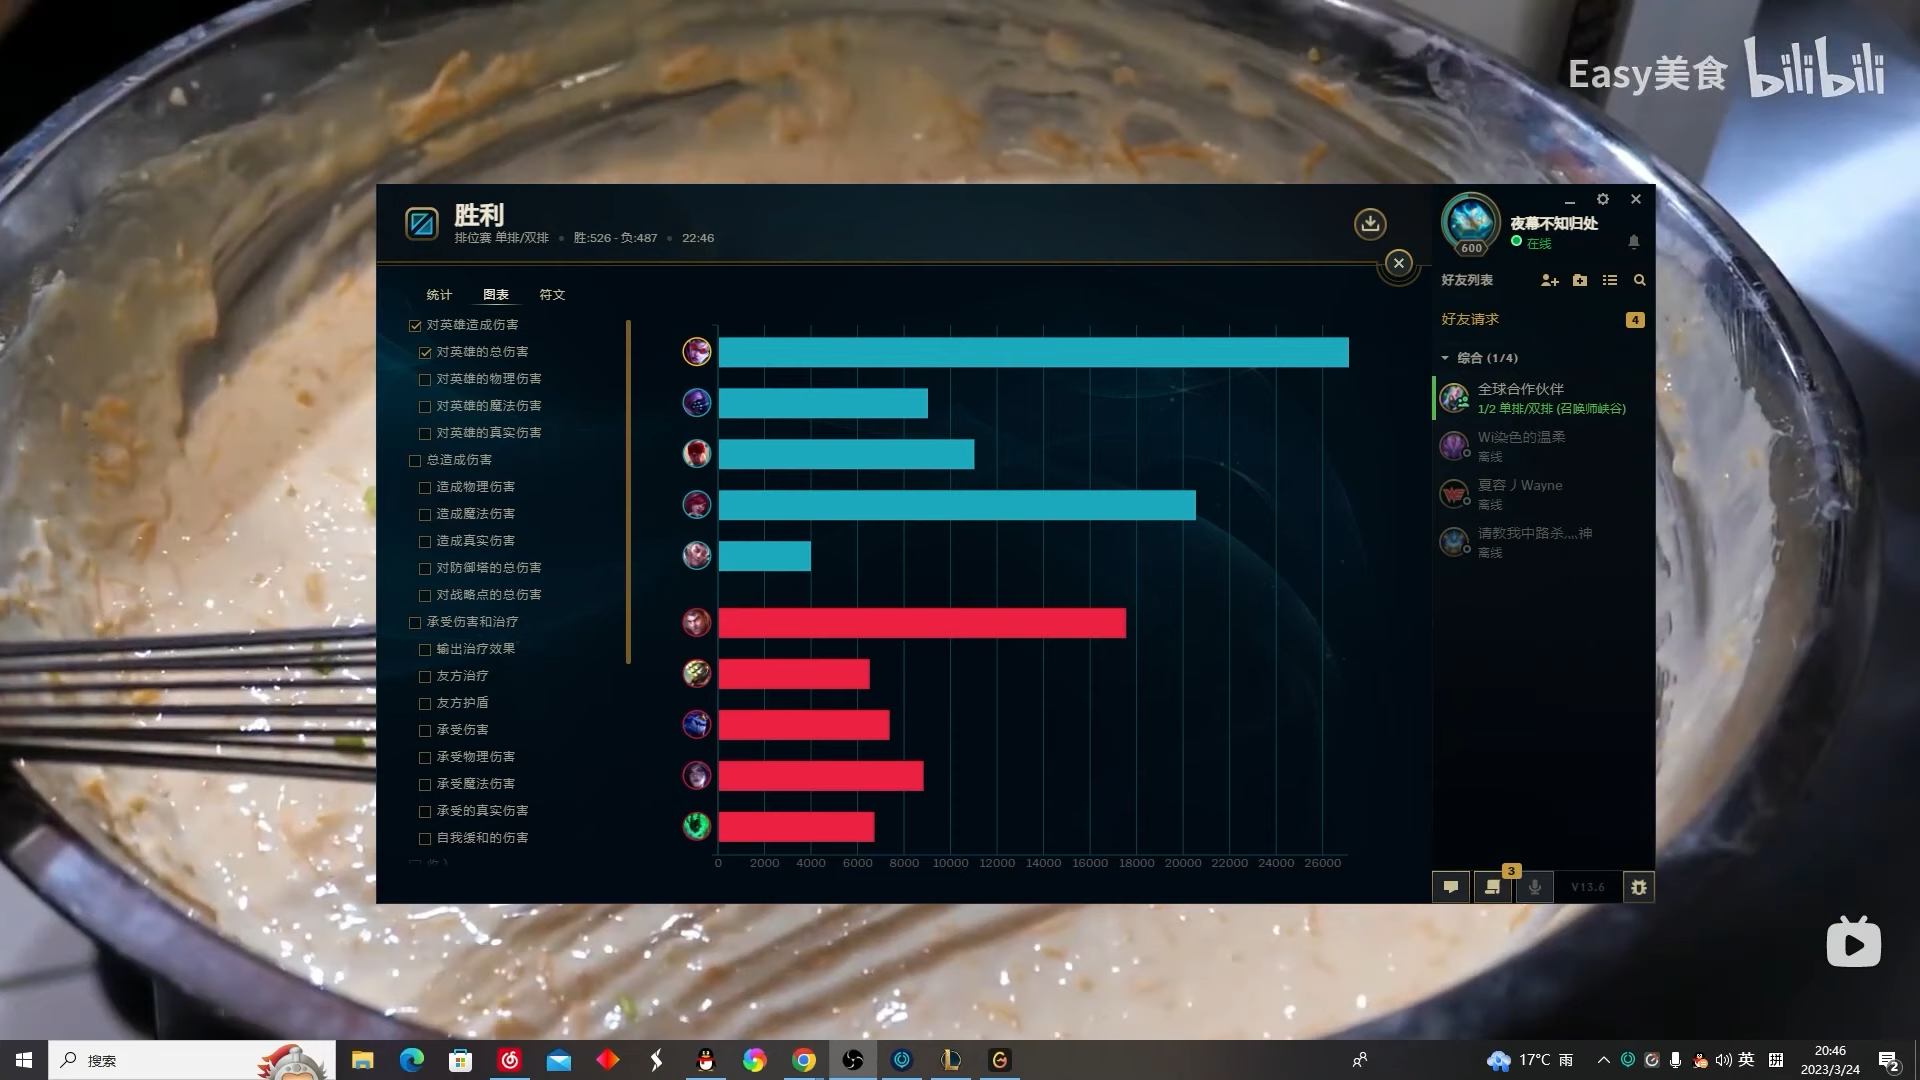 Easy美食 bilibili
胜利
排位赛 单排/双排 • 胜:526 - 负:487 • 22:46
统计 图表 符文
对英雄造成伤害
对英雄的总伤害
对英雄的物理伤害
对英雄的魔法伤害
对英雄的真实伤害
总造成伤害
造成物理伤害
造成魔法伤害
造成真实伤害
对防御塔的总伤害
对战略点的总伤害
承受伤害和治疗
输出治疗效果
友方治疗
友方护盾
承受伤害
承受物理伤害
承受魔法伤害
承受的真实伤害
自我缓和的伤害
0 2000 4000 6000 8000 10000 12000 14000 16000 18000 20000 22000 24000 26000
600
夜幕不知归处
在线
好友列表
好友请求 4
综合 (1/4)
全球合作伙伴
1/2 单排/双排 (召唤师峡谷)
Wi染色的温柔
离线
夏容丿Wayne
离线
请教我中路杀灬神
离线
3
V13.6
搜索
17°C 雨
英
拼
20:46
2023/3/24
2